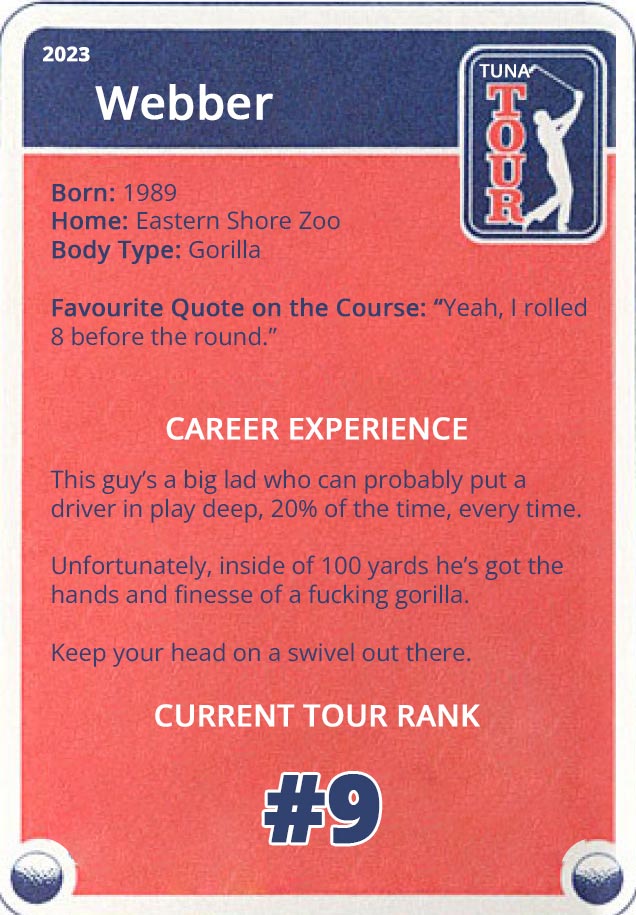 2023
Webber
TUNA
TOUR
Born: 1989
Home: Eastern Shore Zoo
Body Type: Gorilla
Favourite Quote on the Course: “Yeah, I rolled
8 before the round.”
CAREER EXPERIENCE
This guy’s a big lad who can probably put a
driver in play deep, 20% of the time, every time.
Unfortunately, inside of 100 yards he’s got the
hands and finesse of a fucking gorilla.
Keep your head on a swivel out there.
CURRENT TOUR RANK
#9